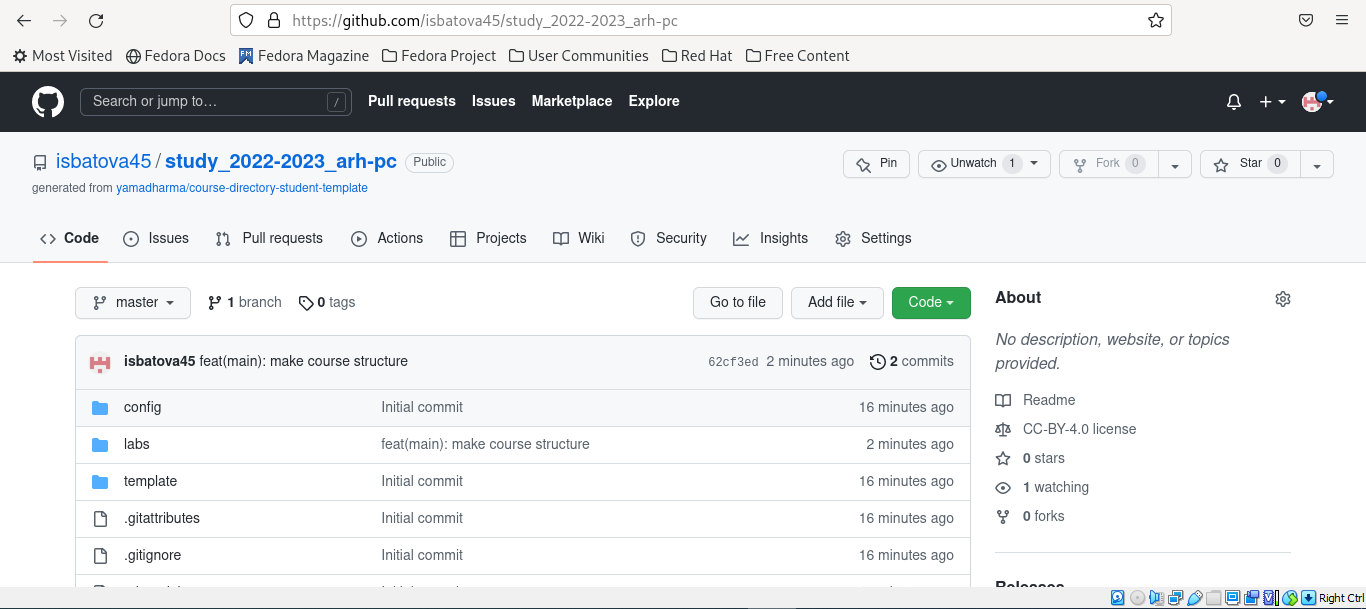 https://github.com/isbatova45/study_2022-2023_arh-pc
Most Visited Fedora Docs Fedora Magazine Fedora Project User Communities Red Hat Free Content
Search or jump to… / Pull requests Issues Marketplace Explore
isbatova45 / study_2022-2023_arh-pc Public Pin Unwatch 1 Fork 0 Star 0
generated from yamadharma/course-directory-student-template
Code Issues Pull requests Actions Projects Wiki Security Insights Settings
master 1 branch 0 tags Go to file Add file Code
About
No description, website, or topics
provided.
isbatova45 feat(main): make course structure 62cf3ed 2 minutes ago 2 commits
config Initial commit 16 minutes ago
labs feat(main): make course structure 2 minutes ago
template Initial commit 16 minutes ago
.gitattributes Initial commit 16 minutes ago
.gitignore Initial commit 16 minutes ago
Readme
CC-BY-4.0 license
0 stars
1 watching
0 forks
Releases
Right Ctrl